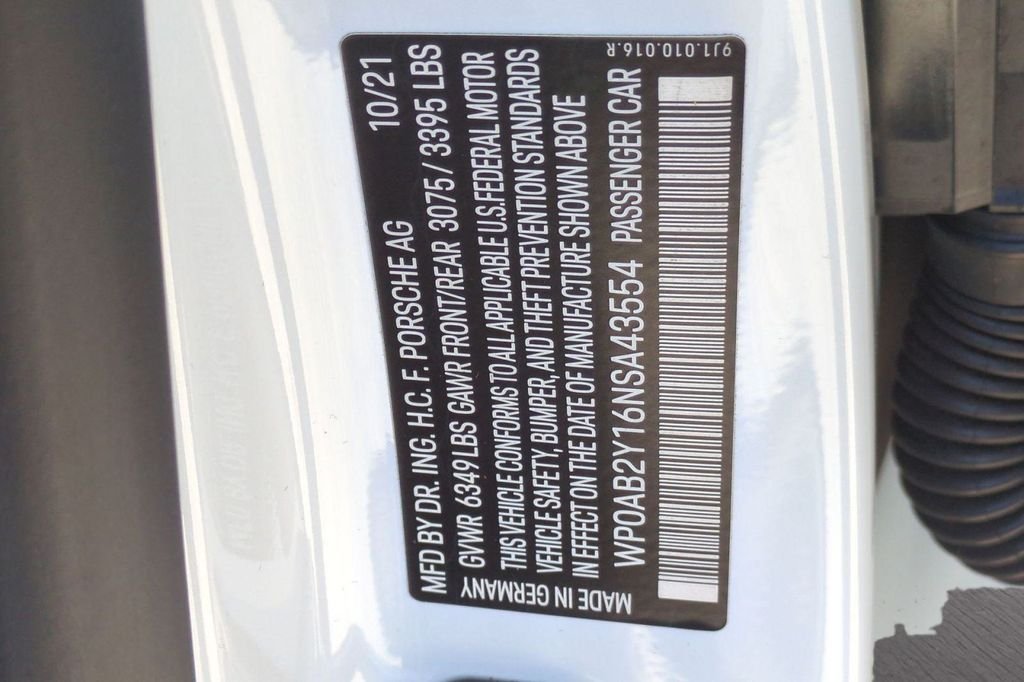 MFD BY DR. ING. H.C. F. PORSCHE AG 10/21
GVWR 6349 LBS GAWR FRONT/REAR 3075 / 3395 LBS
THIS VEHICLE CONFORMS TO ALL APPLICABLE U.S. FEDERAL MOTOR
VEHICLE SAFETY, BUMPER, AND THEFT PREVENTION STANDARDS
IN EFFECT ON THE DATE OF MANUFACTURE SHOWN ABOVE
WP0AB2Y16NSA43554 PASSENGER CAR
MADE IN GERMANY
9J1.010.016.R